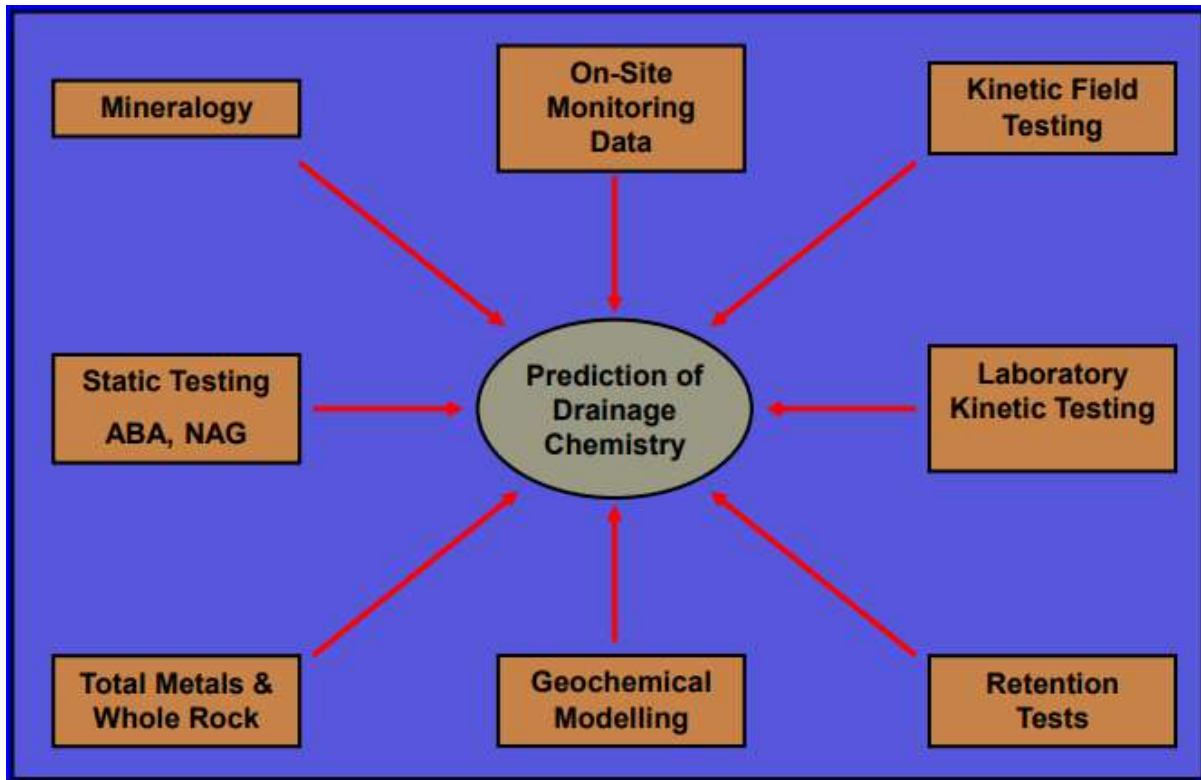 Mineralogy
On-Site
Monitoring
Data
Kinetic Field
Testing
Static Testing
ABA, NAG
Prediction of
Drainage
Chemistry
Laboratory
Kinetic Testing
Total Metals &
Whole Rock
Geochemical
Modelling
Retention
Tests